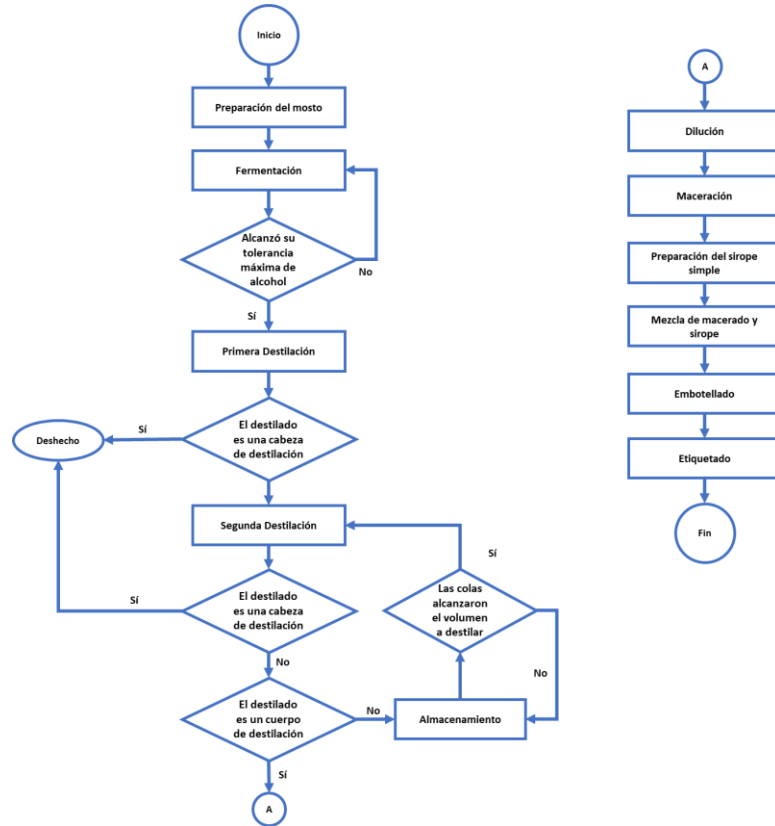 Inicio
Preparación del mosto
Fermentación
Alcanzó su
tolerancia
máxima de
alcohol
No
Sí
Primera Destilación
El destilado
es una cabeza
de destilación
Sí
Deshecho
Segunda Destilación
El destilado
es una cabeza
de destilación
Sí
No
El destilado
es un cuerpo
de destilación
No
Almacenamiento
Las colas
alcanzaron
el volumen
a destilar
Sí
No
Sí
A
A
Dilución
Maceración
Preparación del sirope
simple
Mezcla de macerado y
sirope
Embotellado
Etiquetado
Fin